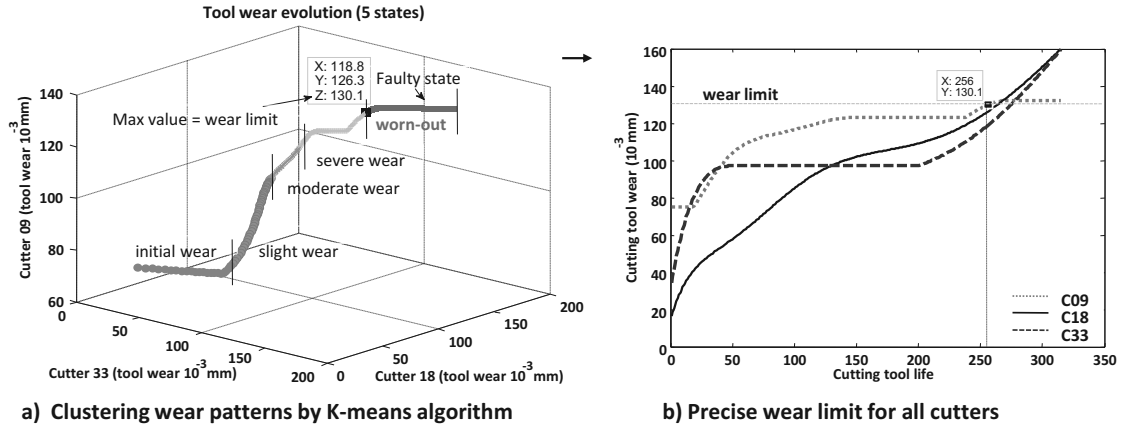 Tool wear evolution (5 states)
X: 118.8
Y: 126.3
Z: 130.1
Faulty state
Max value = wear limit
worn-out
severe wear
moderate wear
initial wear
slight wear
Cutter 09 (tool wear 10⁻³ mm)
140
120
100
80
60
0
50
100
150
200
Cutter 33 (tool wear 10⁻³ mm)
0
50
100
150
200
Cutter 18 (tool wear 10⁻³ mm)
a) Clustering wear patterns by K-means algorithm
160
140
120
100
80
60
40
20
0
Cutting tool wear (10⁻³ mm)
wear limit
X: 256
Y: 130.1
C09
C18
C33
0 50 100 150 200 250 300 350
Cutting tool life
b) Precise wear limit for all cutters